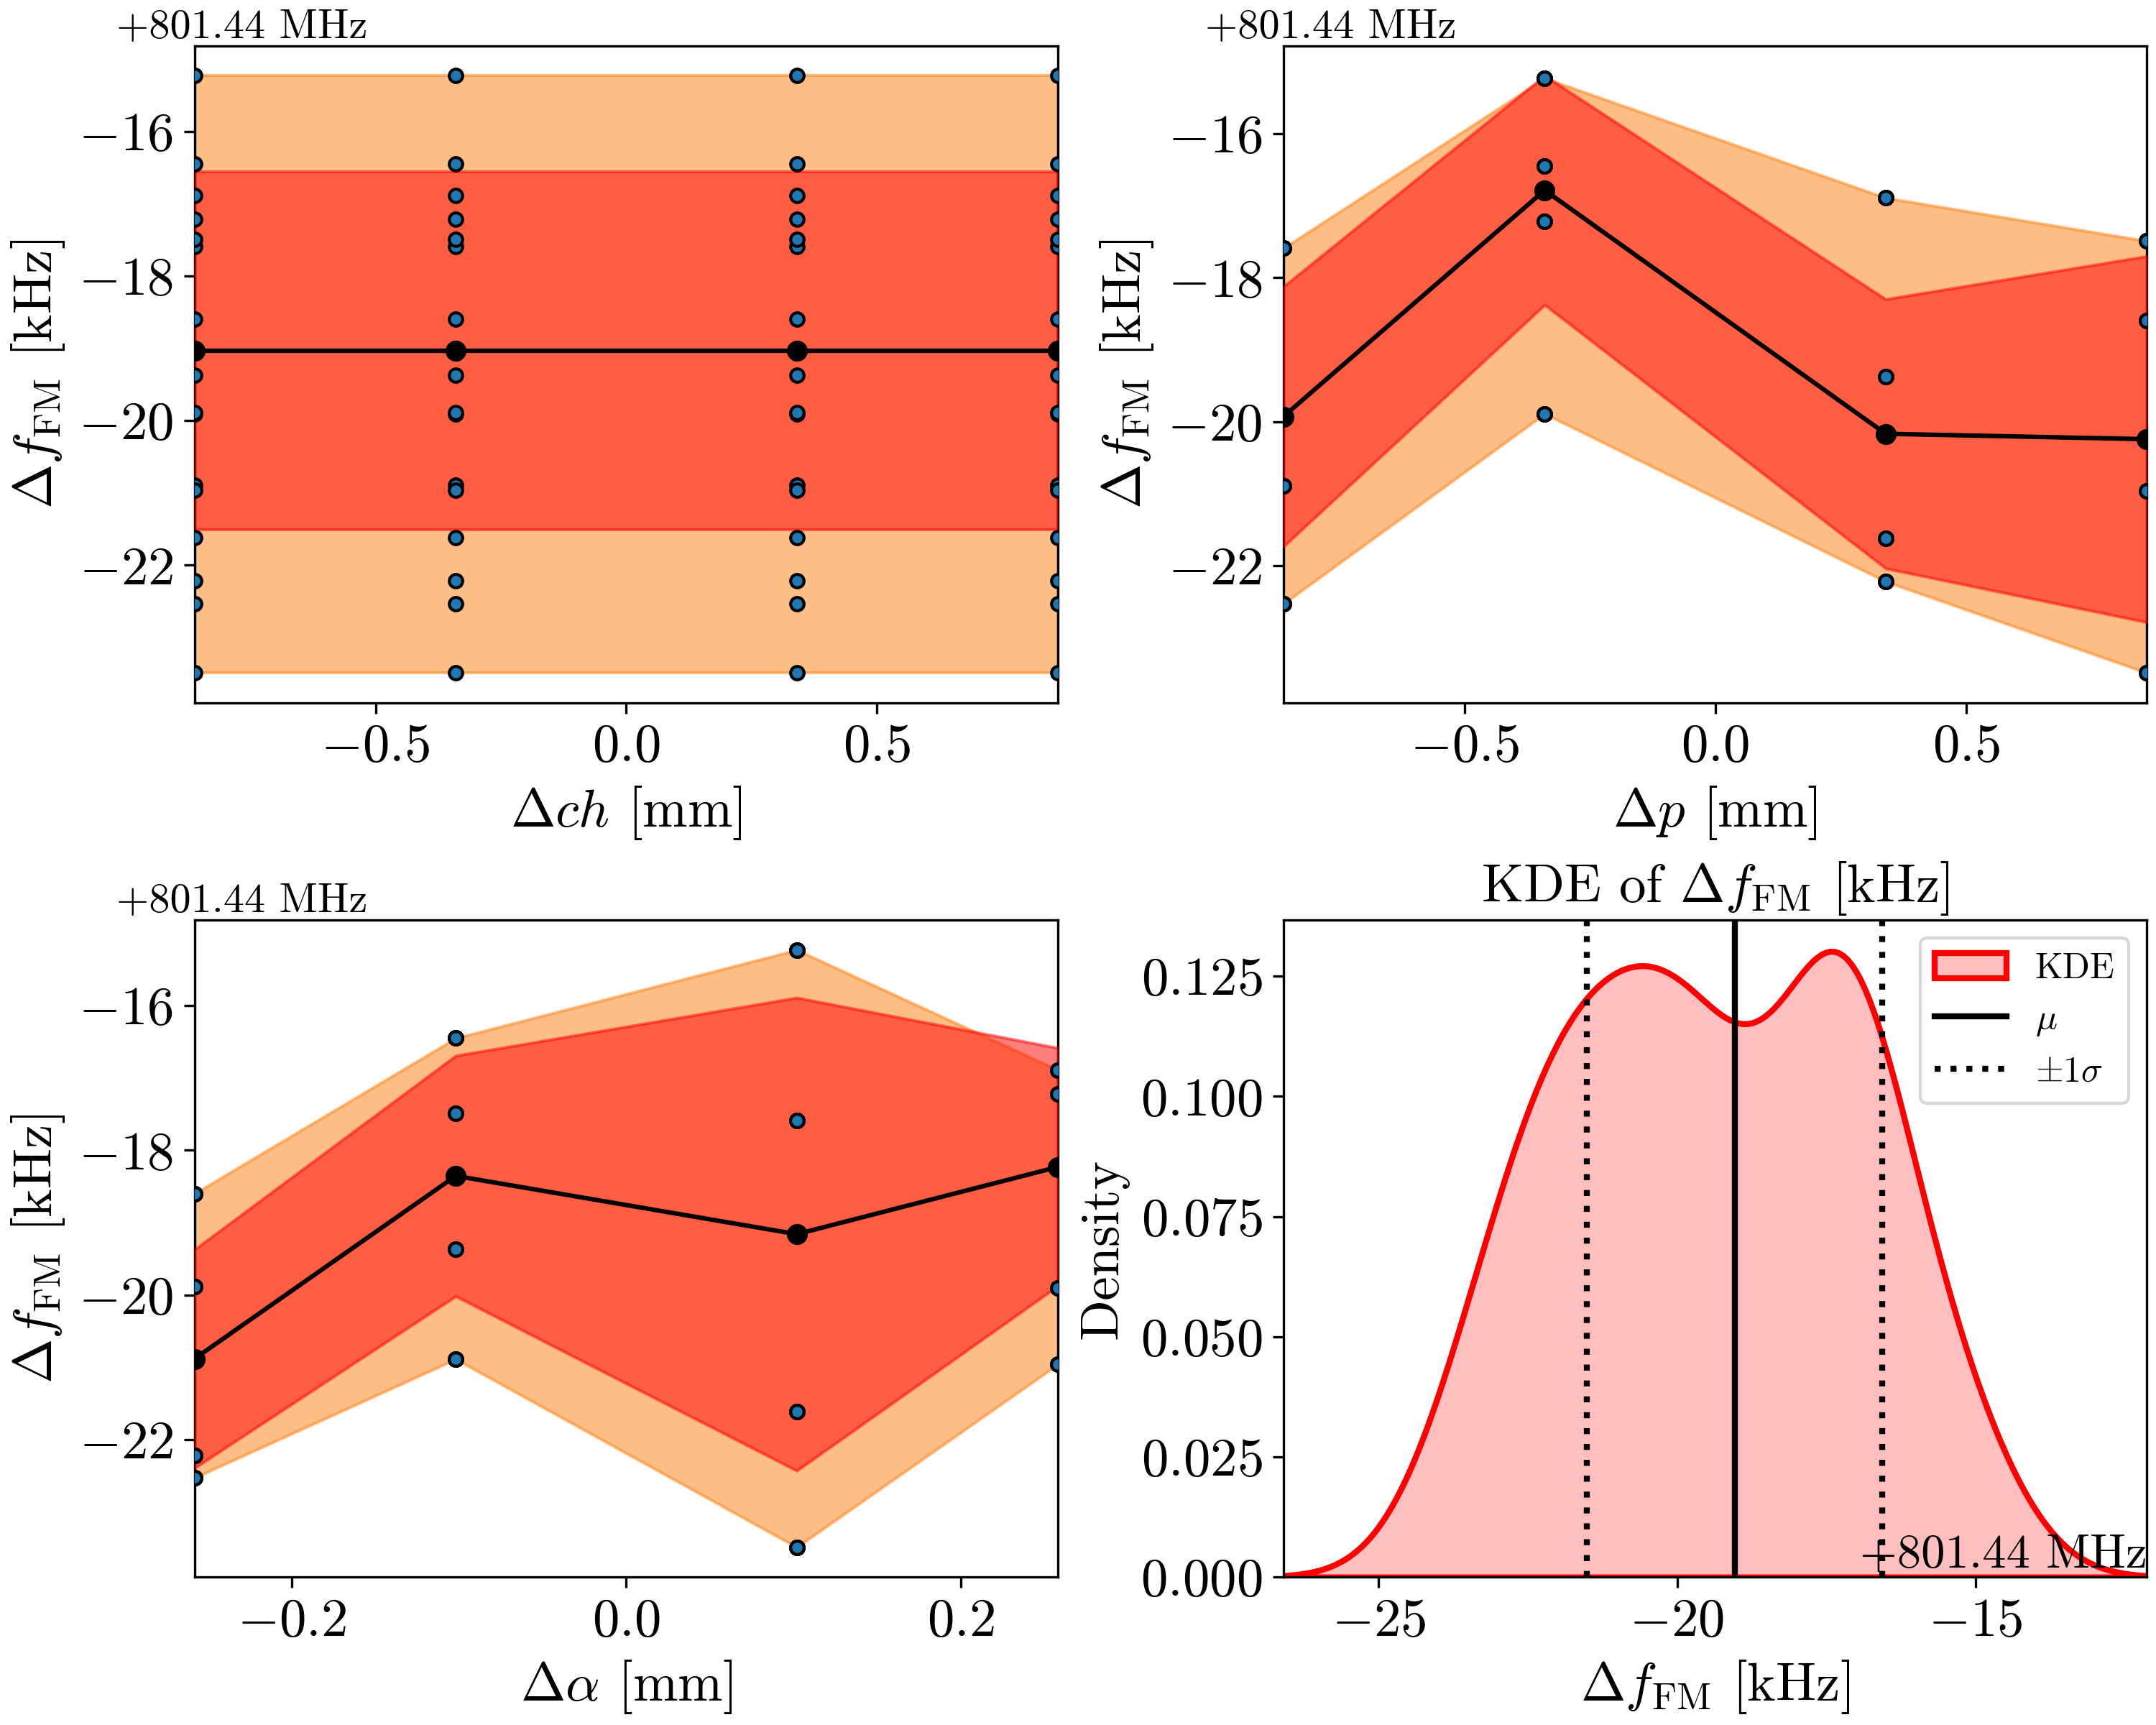 +801.44 MHz
−16
−18
−20
−22
Δf_FM [kHz]
−0.5 0.0 0.5
Δch [mm]
+801.44 MHz
−16
−18
−20
−22
Δf_FM [kHz]
−0.5 0.0 0.5
Δp [mm]
+801.44 MHz
−16
−18
−20
−22
Δf_FM [kHz]
−0.2 0.0 0.2
Δα [mm]
KDE of Δf_FM [kHz]
0.125
0.100
0.075
0.050
0.025
0.000
Density
KDE
μ
±1σ
+801.44 MHz
−25 −20 −15
Δf_FM [kHz]